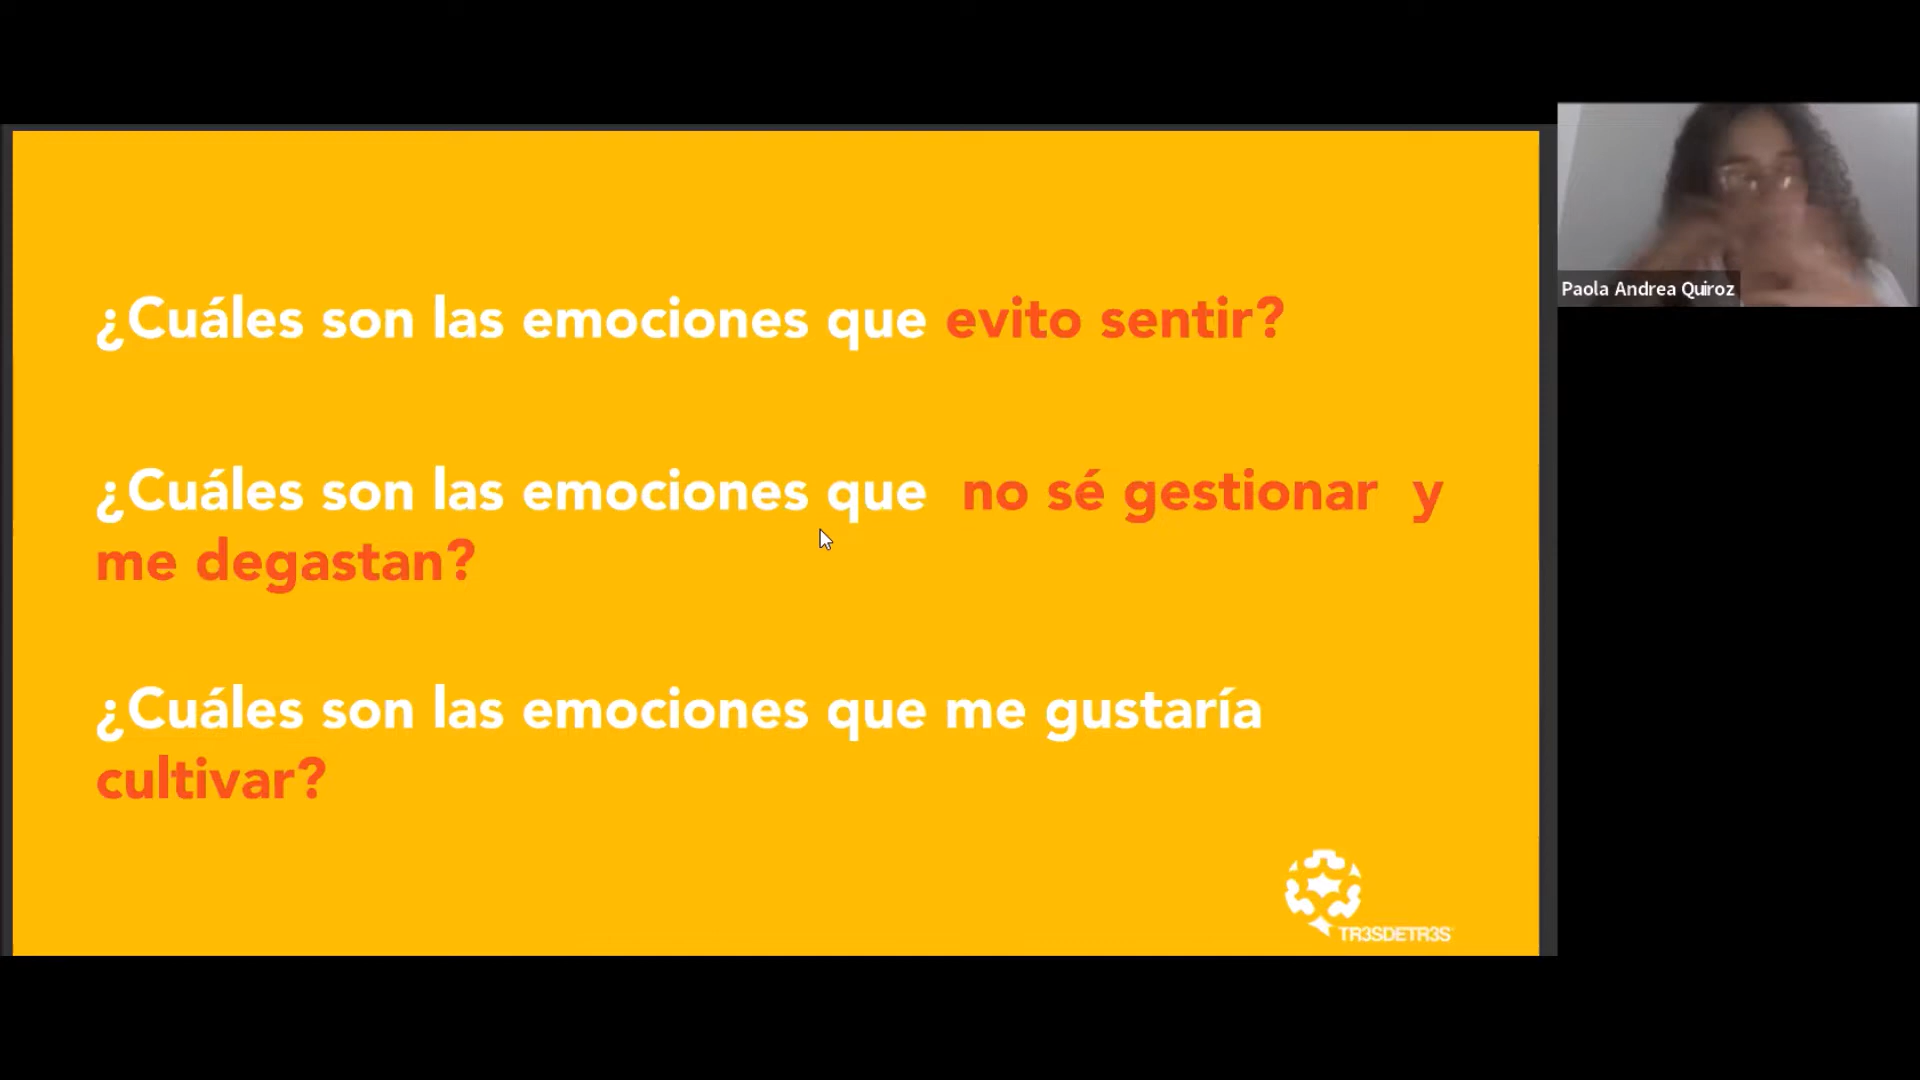 ¿Cuáles son las emociones que evito sentir?
¿Cuáles son las emociones que no sé gestionar y
me degastan?
¿Cuáles son las emociones que me gustaría
cultivar?
TR3SDETR3S
Paola Andrea Quiroz